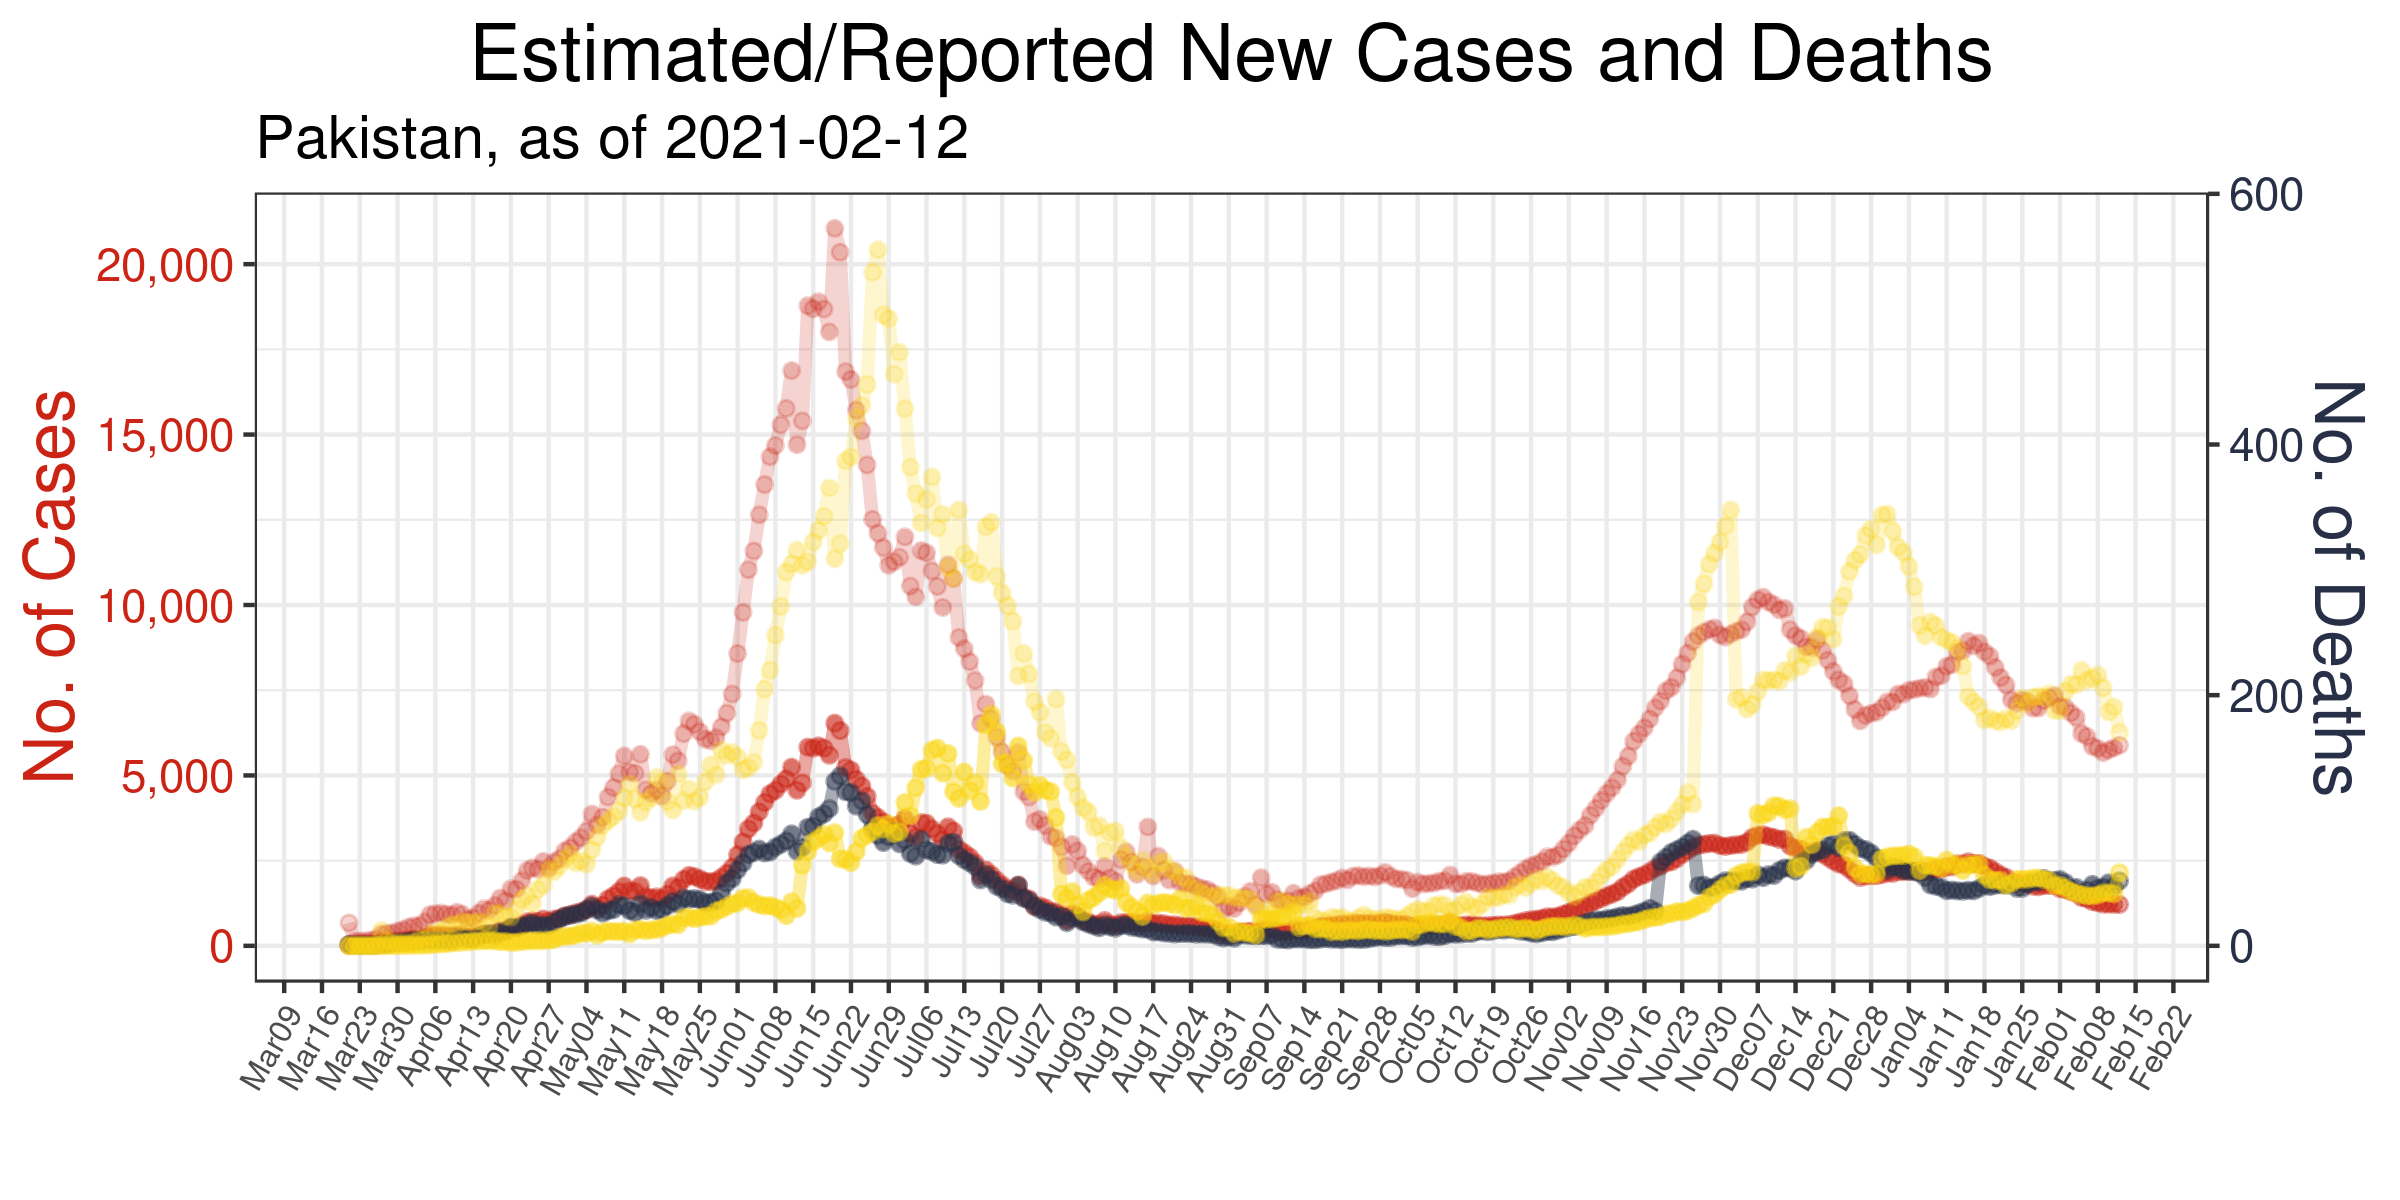 Estimated/Reported New Cases and Deaths
Pakistan, as of 2021-02-12
No. of Cases
20,000
15,000
10,000
5,000
0
600
400
200
0
No. of Deaths
Mar09
Mar16
Mar23
Mar30
Apr06
Apr13
Apr20
Apr27
May04
May11
May18
May25
Jun01
Jun08
Jun15
Jun22
Jun29
Jul06
Jul13
Jul20
Jul27
Aug03
Aug10
Aug17
Aug24
Aug31
Sep07
Sep14
Sep21
Sep28
Oct05
Oct12
Oct19
Oct26
Nov02
Nov09
Nov16
Nov23
Nov30
Dec07
Dec14
Dec21
Dec28
Dec04
Jan11
Jan18
Jan18
Jan25
Feb01
Feb08
Feb15
Feb22